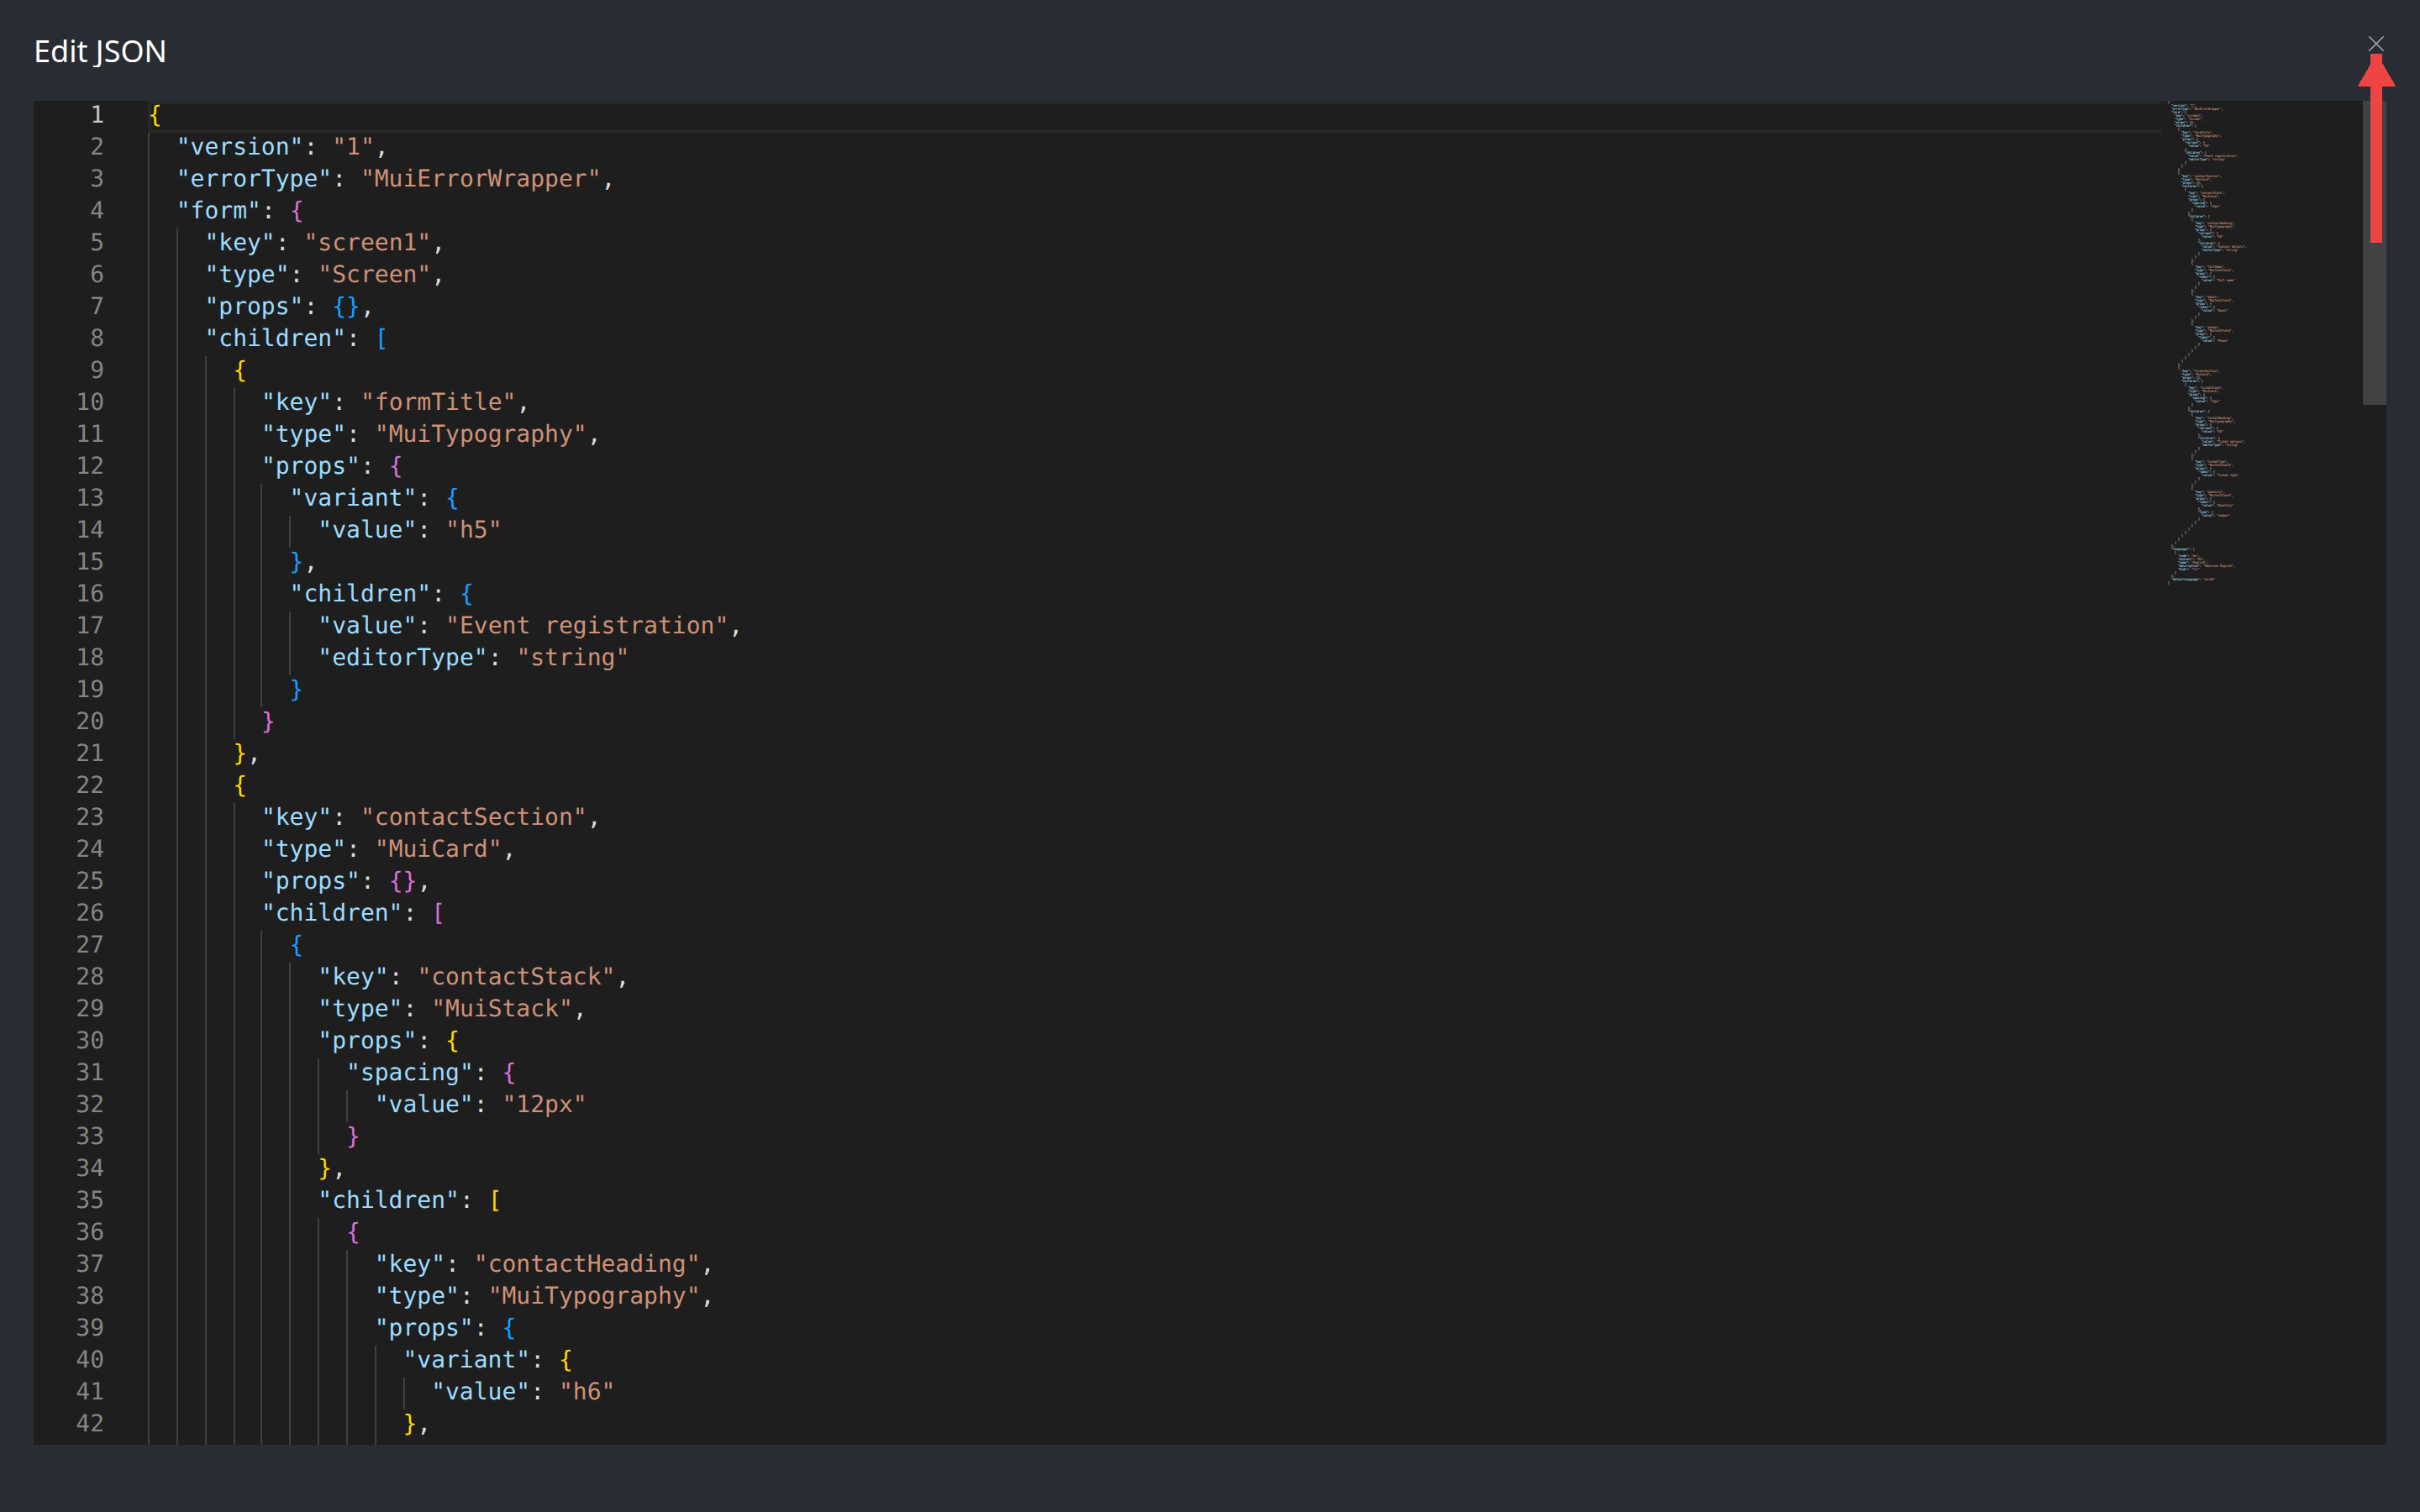 Edit JSON
1 {
2 "version": "1",
3 "errorType": "MuiErrorWrapper",
4 "form": {
5 "key": "screen1",
6 "type": "Screen",
7 "props": {},
8 "children": [
9 {
10 "key": "formTitle",
11 "type": "MuiTypography",
12 "props": {
13 "variant": {
14 "value": "h5"
15 },
16 "children": {
17 "value": "Event registration",
18 "editorType": "string"
19 }
20 }
21 },
22 {
23 "key": "contactSection",
24 "type": "MuiCard",
25 "props": {},
26 "children": [
27 {
28 "key": "contactStack",
29 "type": "MuiStack",
30 "props": {
31 "spacing": {
32 "value": "12px"
33 }
34 },
35 "children": [
36 {
37 "key": "contactHeading",
38 "type": "MuiTypography",
39 "props": {
40 "variant": {
41 "value": "h6"
42 },